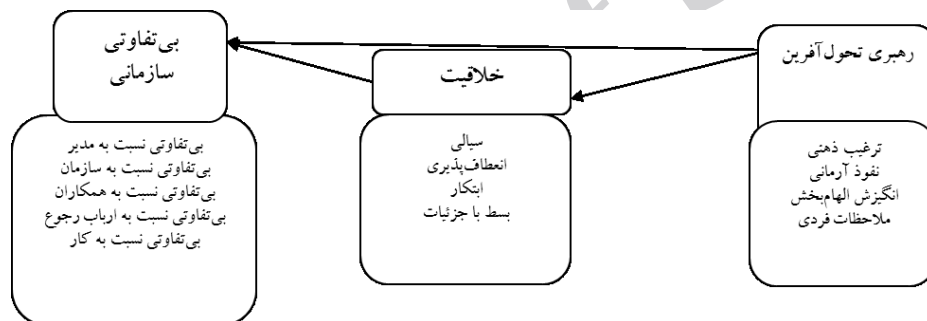 رهبری تحول‌آفرین
ترغیب ذهنی
نفوذ آرمانی
انگیزش الهام‌بخش
ملاحظات فردی
خلاقیت
سیالی
انعطاف‌پذیری
ابتکار
بسط با جزئیات
بی‌تفاوتی
سازمانی
بی‌تفاوتی نسبت به مدیر
بی‌تفاوتی نسبت به سازمان
بی‌تفاوتی نسبت به همکاران
بی‌تفاوتی نسبت به ارباب رجوع
بی‌تفاوتی نسبت به کار